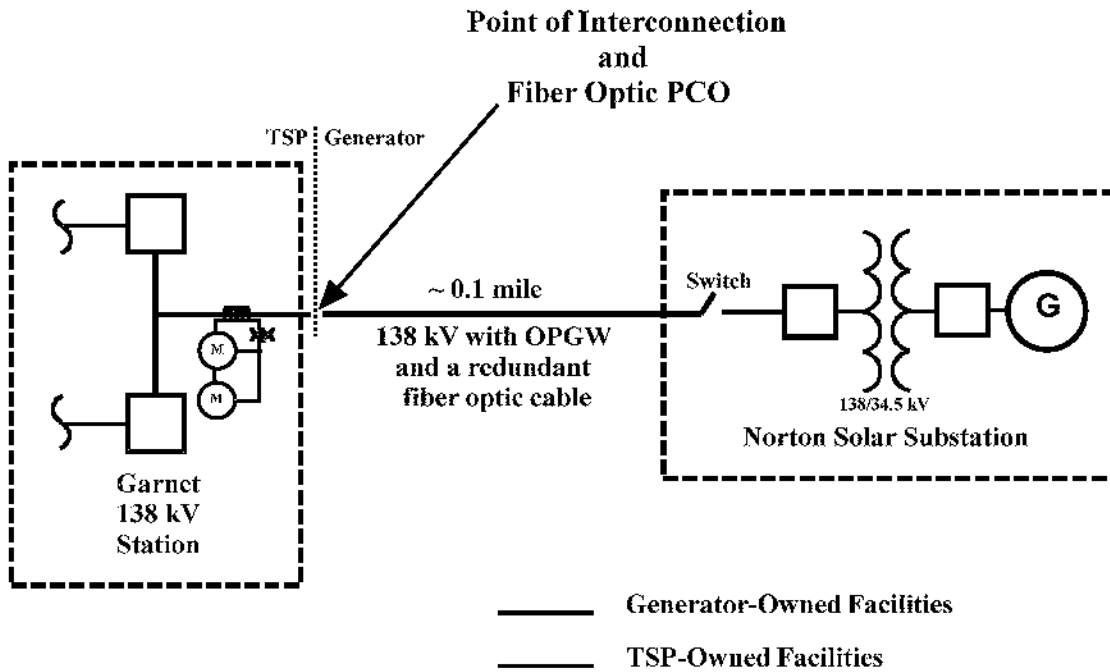 Point of Interconnection
and
Fiber Optic PCO
TSP Generator
~ 0.1 mile
Switch
138 kV with OPGW
and a redundant
fiber optic cable
M
M
G
138/34.5 kV
Norton Solar Substation
Garnet
138 kV
Station
Generator-Owned Facilities
TSP-Owned Facilities